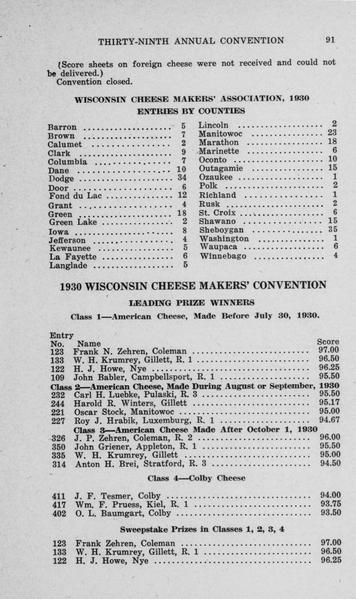 THIRTY-NINTH ANNUAL CONVENTION 91
(Score sheets on foreign cheese were not received and could not
be delivered.)
Convention closed.
WISCONSIN CHEESE MAKERS' ASSOCIATION, 1930
ENTRIES BY COUNTIES
Barron 5
Brown 7
Calumet 2
Clark 9
Columbia 7
Dane 10
Dodge 34
Door 6
Fond du Lac 12
Grant 4
Green 18
Green Lake 2
Iowa 8
Jefferson 4
Kewaunee 5
La Fayette 6
Langlade 5
Lincoln 2
Manitowoc 23
Marathon 18
Marinette 6
Oconto 10
Outagamie 15
Ozaukee 1
Polk 2
Richland 1
Rusk 2
St. Croix 6
Shawano 15
Sheboygan 35
Washington 1
Waupaca 6
Winnebago 4
1930 WISCONSIN CHEESE MAKERS' CONVENTION
LEADING PRIZE WINNERS
Class 1—American Cheese, Made Before July 30, 1930.
Entry
No. Name Score
123 Frank N. Zehren, Coleman 97.00
133 W. H. Krumrey, Gillett, R. 1 96.50
122 H. J. Howe, Nye 96.25
109 John Babler, Campbellsport, R. 1 95.50
Class 2—American Cheese, Made During August or September, 1930
232 Carl H. Luebke, Pulaski, R. 3 95.50
244 Harold R. Winters, Gillett 95.17
221 Oscar Stock, Manitowoc 95.00
227 Roy J. Hrabik, Luxemburg, R. 1 94.67
Class 3—American Cheese Made After October 1, 1930
326 J. P. Zehren, Coleman, R. 2 96.00
350 John Griener, Appleton, R. 1 95.50
335 W. H. Krumrey, Gillett 95.00
314 Anton H. Brei, Stratford, R. 3 94.50
Class 4—Colby Cheese
411 J. F. Tesmer, Colby 94.00
417 Wm. F. Pruess, Kiel, R. 1 93.75
402 O. L. Baumgart, Colby 93.50
Sweepstake Prizes in Classes 1, 2, 3, 4
123 Frank Zehren, Coleman 97.00
133 W. H. Krumrey, Gillett, R. 1 96.50
122 H. J. Howe, Nye 96.25